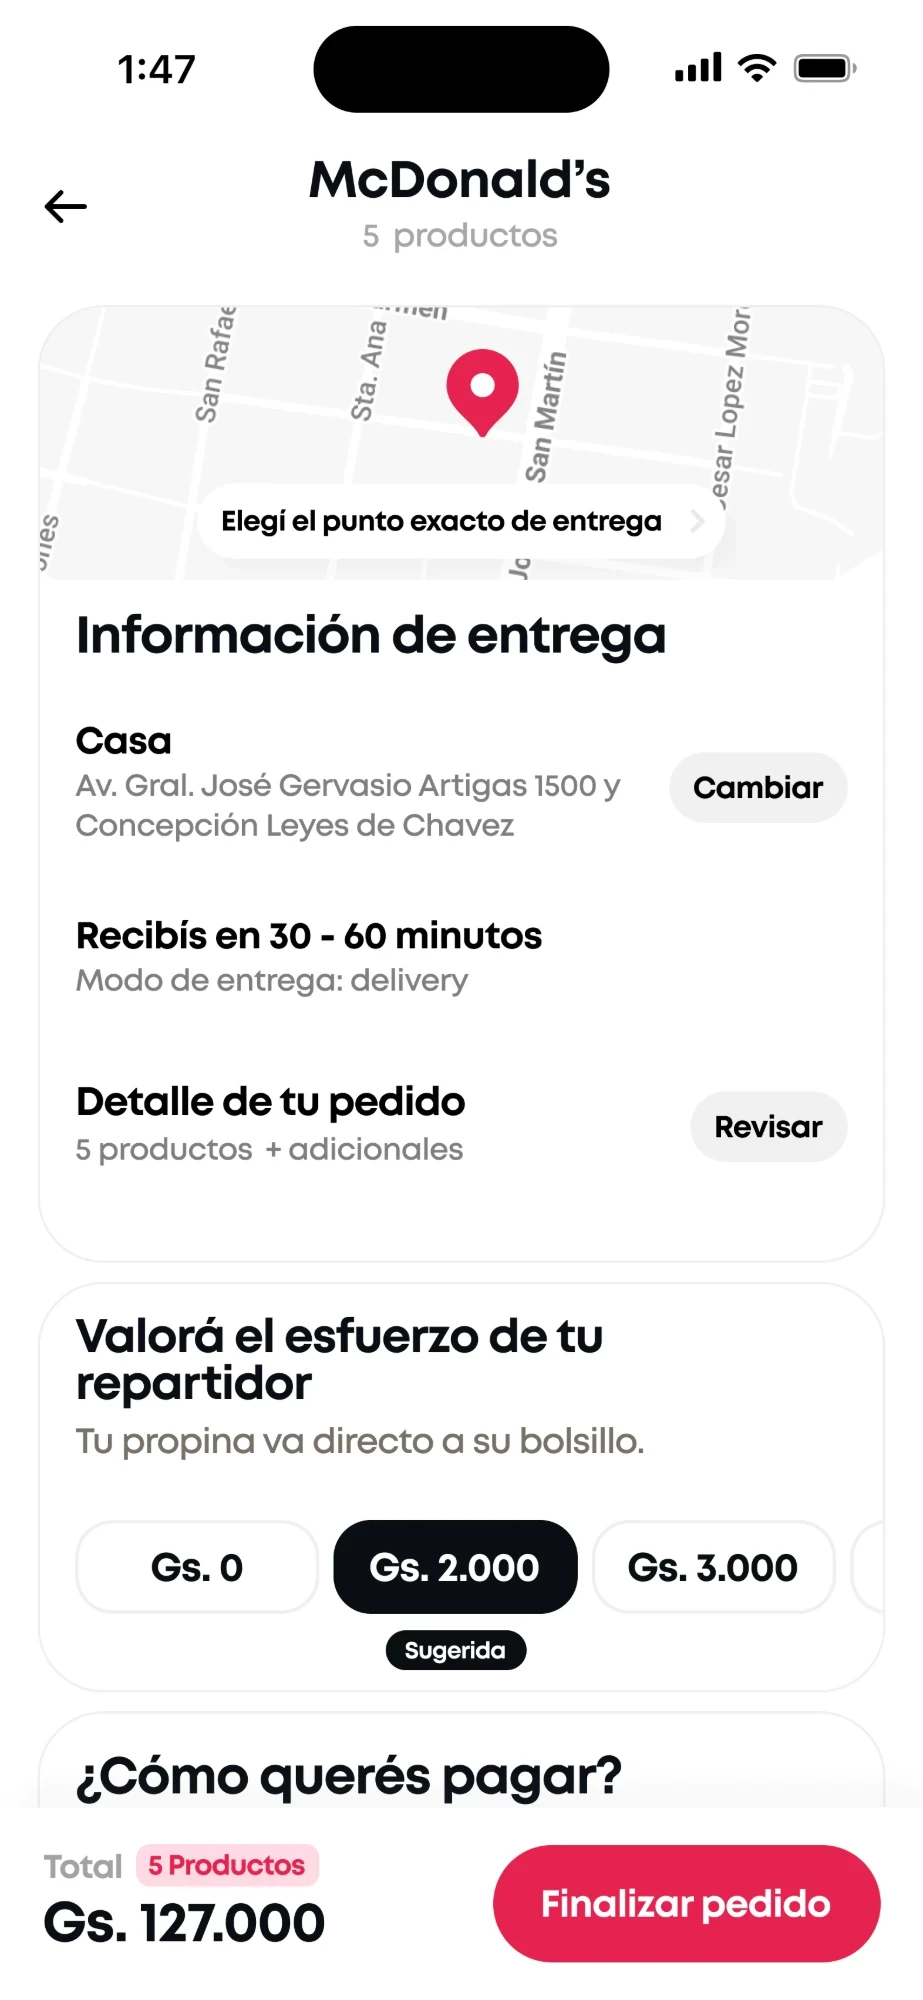 1:47
McDonald's
5 productos
San Rafae
Sta. Ana
San Martín
esar Lopez Mor
Elegí el punto exacto de entrega
Información de entrega
Casa
Av. Gral. José Gervasio Artigas 1500 y
Concepción Leyes de Chavez
Cambiar
Recibís en 30 - 60 minutos
Modo de entrega: delivery
Detalle de tu pedido
5 productos + adicionales
Revisar
Valorá el esfuerzo de tu
repartidor
Tu propina va directo a su bolsillo.
Gs. 0
Gs. 2.000
Gs. 3.000
Sugerida
¿Cómo querés pagar?
Total
5 Productos
Gs. 127.000
Finalizar pedido